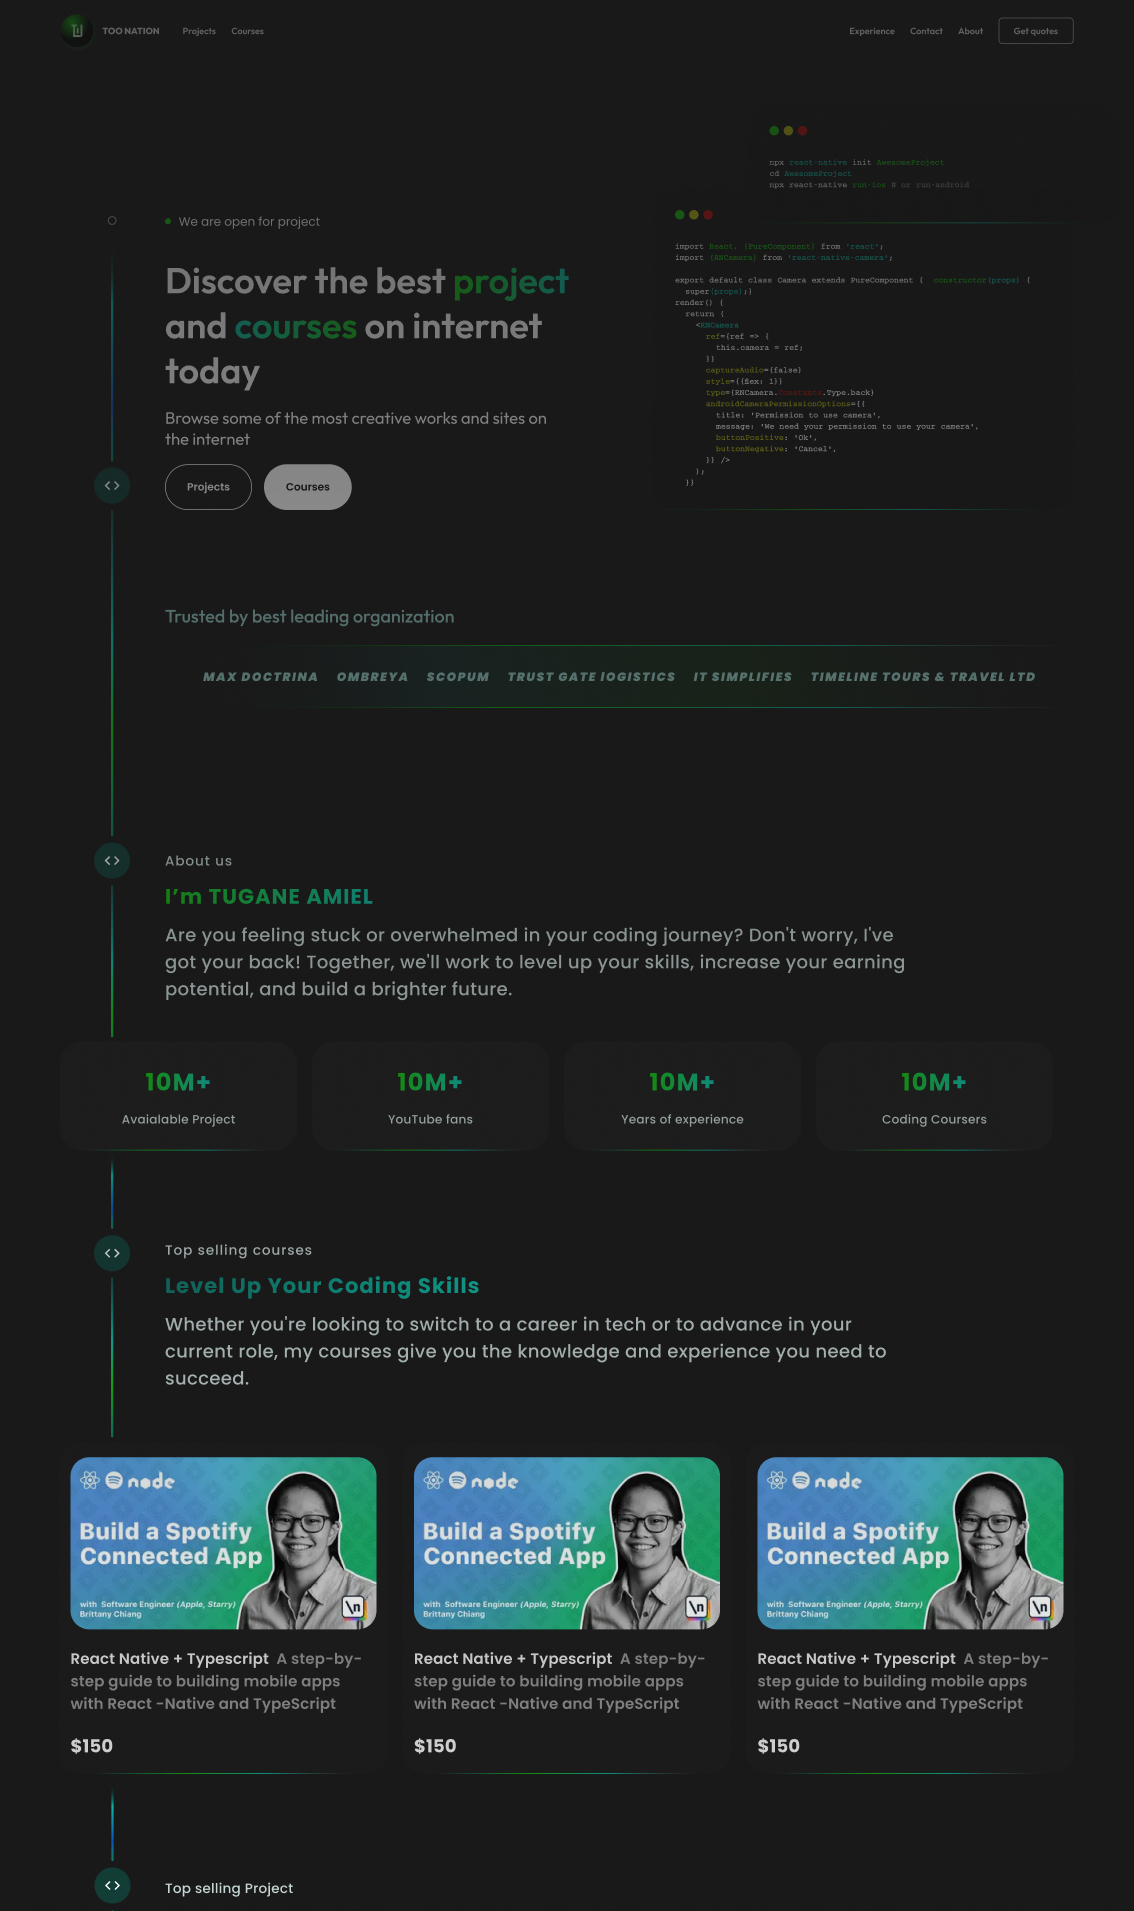 TOO NATION Projects Courses Experience Contact About Get quotes
npx react-native init AwesomeProject
cd AwesomeProject
npx react-native run-ios # or run-android
We are open for project
Discover the best project
and courses on internet
today
Browse some of the most creative works and sites on
the internet
Projects Courses
import React, {PureComponent} from 'react';
import {RNCamera} from 'react-native-camera';
export default class Camera extends PureComponent { constructor(props) {
super(props);}
render() {
return (
<RNCamera
ref={ref => {
this.camera = ref;
}}
captureAudio={false}
style={{flex: 1}}
type={RNCamera.Constants.Type.back}
androidCameraPermissionOptions={{
title: 'Permission to use camera',
message: 'We need your permission to use your camera',
buttonPositive: 'Ok',
buttonNegative: 'Cancel',
}} />
);
}}
Trusted by best leading organization
MAX DOCTRINA OMBREYA SCOPUM TRUST GATE lOGISTICS IT SIMPLIFIES TIMELINE TOURS & TRAVEL LTD
About us
I’m TUGANE AMIEL
Are you feeling stuck or overwhelmed in your coding journey? Don't worry, I've
got your back! Together, we'll work to level up your skills, increase your earning
potential, and build a brighter future.
10M+ 10M+ 10M+ 10M+
Avaialable Project YouTube fans Years of experience Coding Coursers
Top selling courses
Level Up Your Coding Skills
Whether you're looking to switch to a career in tech or to advance in your
current role, my courses give you the knowledge and experience you need to
succeed.
node
Build a Spotify
Connected App
with Software Engineer (Apple, Starry)
Brittany Chiang
\n
React Native + Typescript A step-by-
step guide to building mobile apps
with React -Native and TypeScript
$150
node
Build a Spotify
Connected App
with Software Engineer (Apple, Starry)
Brittany Chiang
\n
React Native + Typescript A step-by-
step guide to building mobile apps
with React -Native and TypeScript
$150
node
Build a Spotify
Connected App
with Software Engineer (Apple, Starry)
Brittany Chiang
\n
React Native + Typescript A step-by-
step guide to building mobile apps
with React -Native and TypeScript
$150
Top selling Project